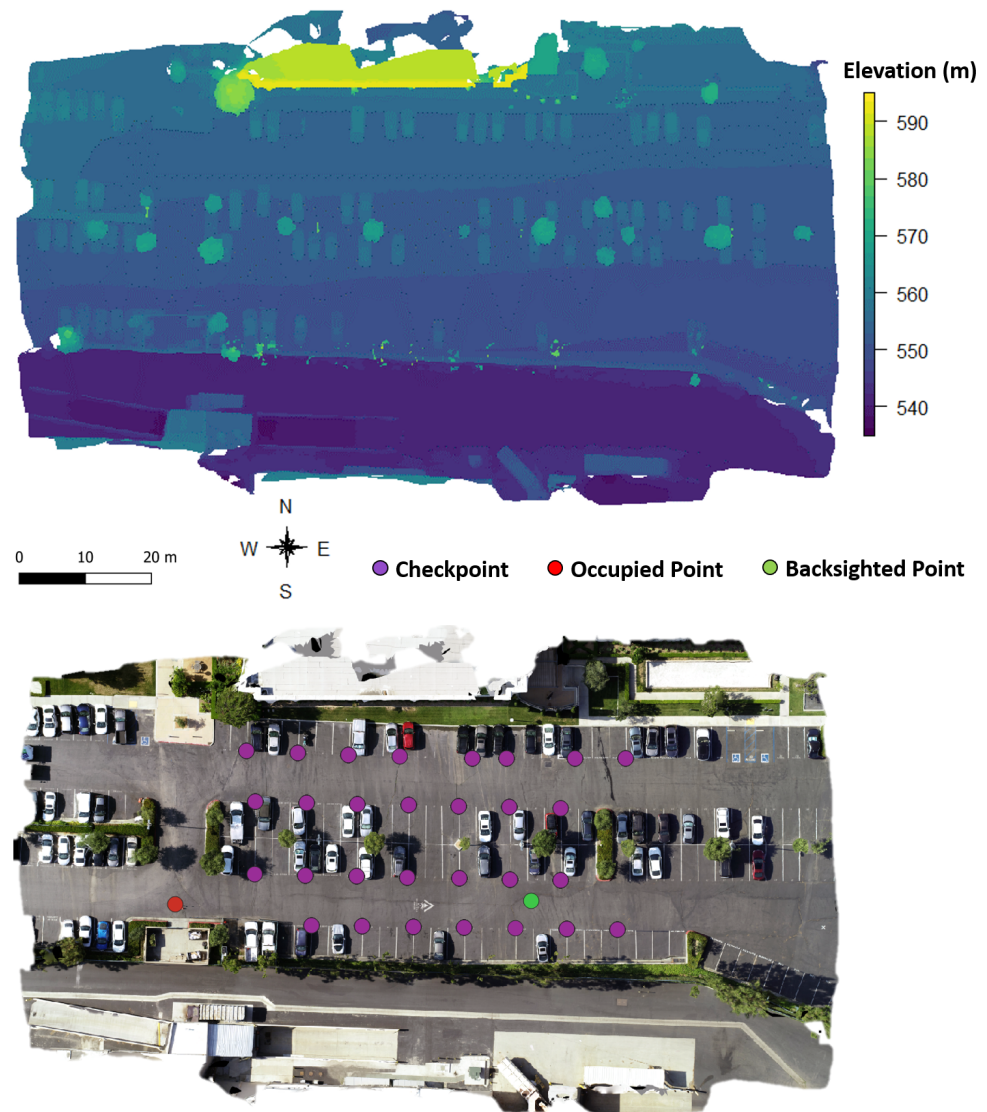 Elevation (m)
590
580
570
560
550
540
N
W E
S
0 10 20 m
Checkpoint
Occupied Point
Backsighted Point